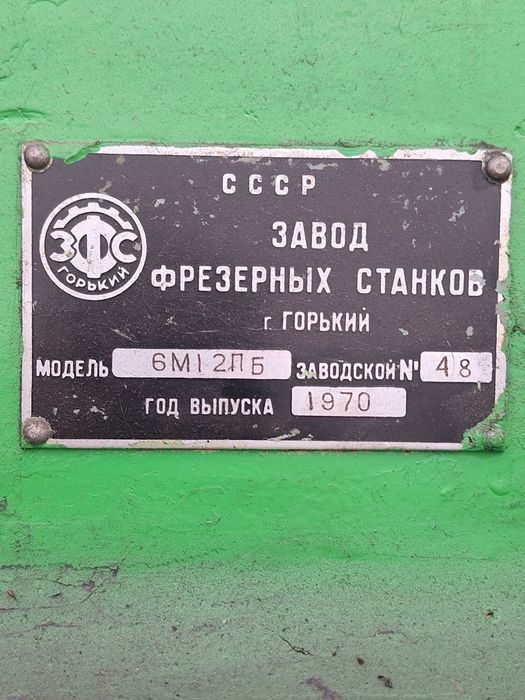 СССР
ЗФС
ГОРЬКИЙ
ЗАВОД
ФРЕЗЕРНЫХ СТАНКОВ
г ГОРЬКИЙ
МОДЕЛЬ 6М12ПБ ЗАВОДСКОЙ № 48
ГОД ВЫПУСКА 1970